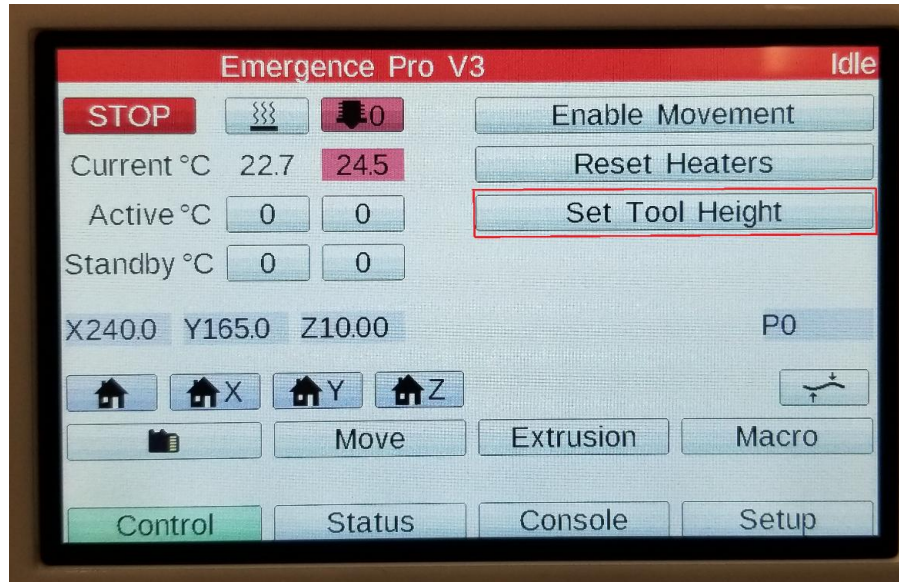 Emergence Pro V3 Idle
STOP 0 Enable Movement
Current °C 22.7 24.5 Reset Heaters
Active °C 0 0 Set Tool Height
Standby °C 0 0
X240.0 Y165.0 Z10.00 P0
X Y Z
Move Extrusion Macro
Control Status Console Setup